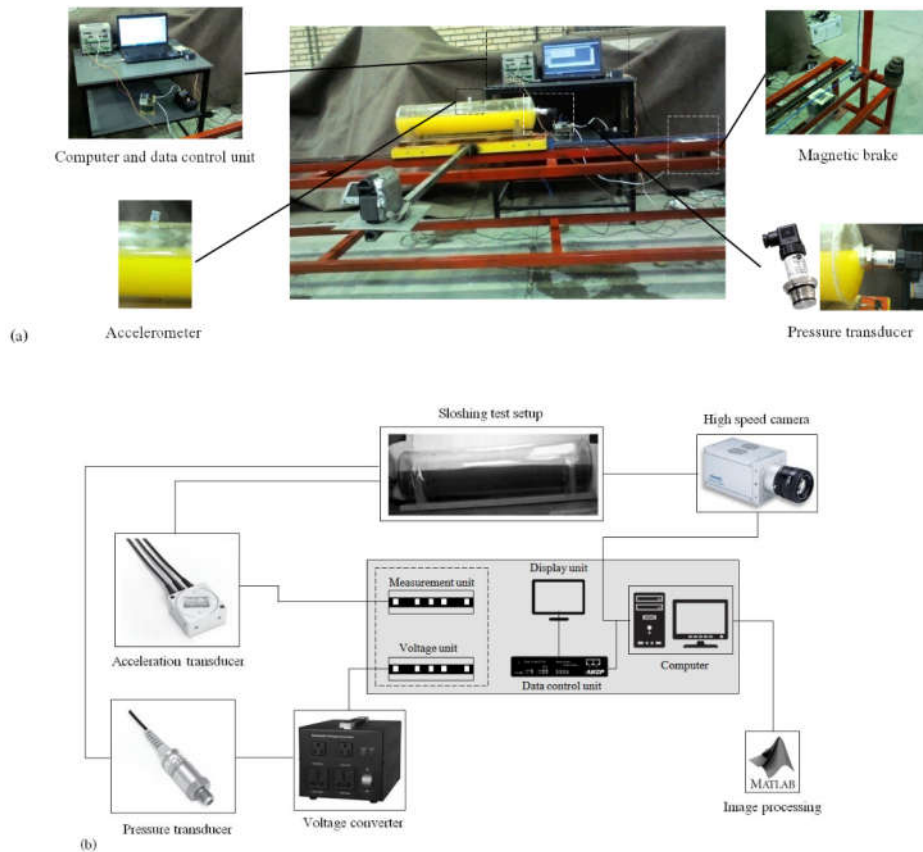 Computer and data control unit
Magnetic brake
Accelerometer
Pressure transducer
(a)
Sloshing test setup
High speed camera
Measurement unit
Display unit
Voltage unit
Acceleration transducer
Data control unit
Computer
MATLAB
Pressure transducer
Voltage converter
Image processing
(b)